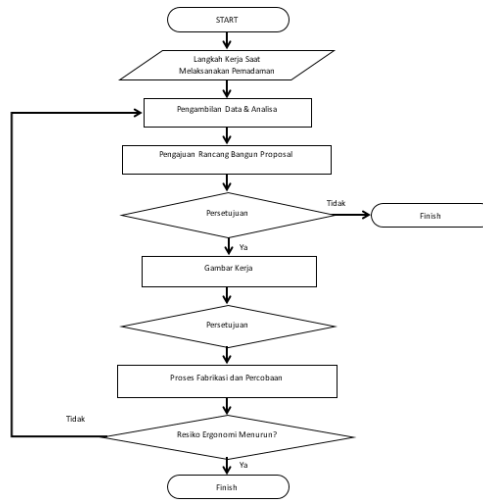 START
Langkah Kerja Saat
Melaksanakan Pemadaman
Pengambilan Data & Analisa
Pengajuan Rancang Bangun Proposal
Persetujuan
Tidak
Finish
Ya
Gambar Kerja
Persetujuan
Proses Fabrikasi dan Percobaan
Tidak
Resiko Ergonomi Menurun?
Ya
Finish